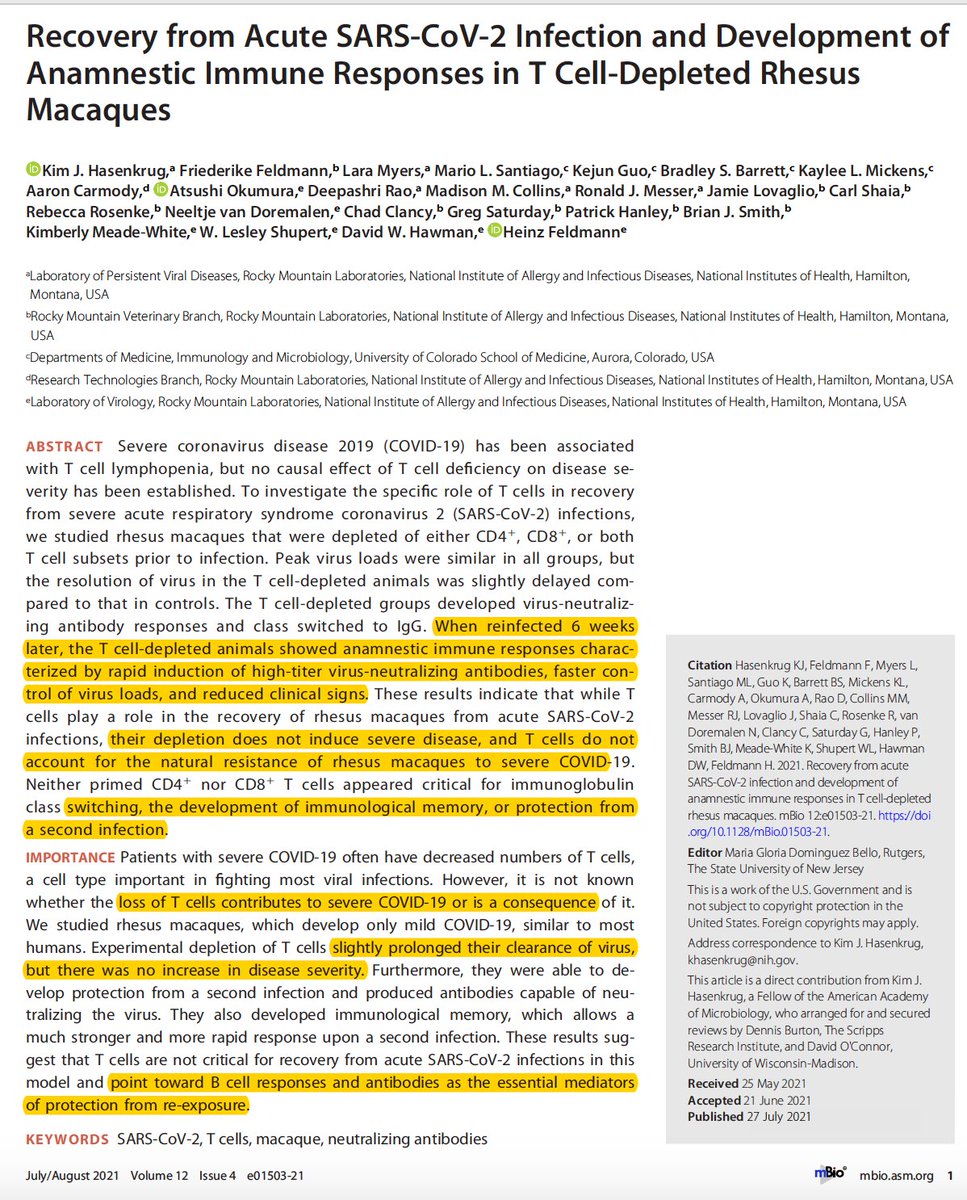 Recovery from Acute SARS-CoV-2 Infection and Development of
Anamnestic Immune Responses in T Cell-Depleted Rhesus
Macaques
Kim J. Hasenkrug,ᵃ Friederike Feldmann,ᵇ Lara Myers,ᵃ Mario L. Santiago,ᶜ Kejun Guo,ᶜ Bradley S. Barrett,ᶜ Kaylee L. Mickens,ᶜ
Aaron Carmody,ᵈ Atsushi Okumura,ᵉ Deepashri Rao,ᵃ Madison M. Collins,ᵃ Ronald J. Messer,ᵃ Jamie Lovaglio,ᵇ Carl Shaia,ᵇ
Rebecca Rosenke,ᵇ Neeltje van Doremalen,ᵉ Chad Clancy,ᵇ Greg Saturday,ᵇ Patrick Hanley,ᵇ Brian J. Smith,ᵇ
Kimberly Meade-White,ᵉ W. Lesley Shupert,ᵉ David W. Hawman,ᵉ Heinz Feldmannᵉ
ᵃLaboratory of Persistent Viral Diseases, Rocky Mountain Laboratories, National Institute of Allergy and Infectious Diseases, National Institutes of Health, Hamilton,
Montana, USA
ᵇRocky Mountain Veterinary Branch, Rocky Mountain Laboratories, National Institute of Allergy and Infectious Diseases, National Institutes of Health, Hamilton, Montana,
USA
ᶜDepartments of Medicine, Immunology and Microbiology, University of Colorado School of Medicine, Aurora, Colorado, USA
ᵈResearch Technologies Branch, Rocky Mountain Laboratories, National Institute of Allergy and Infectious Diseases, National Institutes of Health, Hamilton, Montana, USA
ᵉLaboratory of Virology, Rocky Mountain Laboratories, National Institute of Allergy and Infectious Diseases, National Institutes of Health, Hamilton, Montana, USA
ABSTRACT Severe coronavirus disease 2019 (COVID-19) has been associated
with T cell lymphopenia, but no causal effect of T cell deficiency on disease se-
verity has been established. To investigate the specific role of T cells in recovery
from severe acute respiratory syndrome coronavirus 2 (SARS-CoV-2) infections,
we studied rhesus macaques that were depleted of either CD4⁺, CD8⁺, or both
T cell subsets prior to infection. Peak virus loads were similar in all groups, but
the resolution of virus in the T cell-depleted animals was slightly delayed com-
pared to that in controls. The T cell-depleted groups developed virus-neutraliz-
ing antibody responses and class switched to IgG. When reinfected 6 weeks
later, the T cell-depleted animals showed anamnestic immune responses charac-
terized by rapid induction of high-titer virus-neutralizing antibodies, faster con-
trol of virus loads, and reduced clinical signs. These results indicate that while T
cells play a role in the recovery of rhesus macaques from acute SARS-CoV-2
infections, their depletion does not induce severe disease, and T cells do not
account for the natural resistance of rhesus macaques to severe COVID-19.
Neither primed CD4⁺ nor CD8⁺ T cells appeared critical for immunoglobulin
class switching, the development of immunological memory, or protection from
a second infection.
IMPORTANCE Patients with severe COVID-19 often have decreased numbers of T cells,
a cell type important in fighting most viral infections. However, it is not known
whether the loss of T cells contributes to severe COVID-19 or is a consequence of it.
We studied rhesus macaques, which develop only mild COVID-19, similar to most
humans. Experimental depletion of T cells slightly prolonged their clearance of virus,
but there was no increase in disease severity. Furthermore, they were able to de-
velop protection from a second infection and produced antibodies capable of neu-
tralizing the virus. They also developed immunological memory, which allows a
much stronger and more rapid response upon a second infection. These results sug-
gest that T cells are not critical for recovery from acute SARS-CoV-2 infections in this
model and point toward B cell responses and antibodies as the essential mediators
of protection from re-exposure.
KEYWORDS SARS-CoV-2, T cells, macaque, neutralizing antibodies
Citation Hasenkrug KJ, Feldmann F, Myers L,
Santiago ML, Guo K, Barrett BS, Mickens KL,
Carmody A, Okumura A, Rao D, Collins MM,
Messer RJ, Lovaglio J, Shaia C, Rosenke R, van
Doremalen N, Clancy C, Saturday G, Hanley P,
Smith BJ, Meade-White K, Shupert WL, Hawman
DW, Feldmann H. 2021. Recovery from acute
SARS-CoV-2 infection and development of
anamnestic immune responses in T cell-depleted
rhesus macaques. mBio 12:e01503-21. https://doi
.org/10.1128/mBio.01503-21.
Editor Maria Gloria Dominguez Bello, Rutgers,
The State University of New Jersey
This is a work of the U.S. Government and is
not subject to copyright protection in the
United States. Foreign copyrights may apply.
Address correspondence to Kim J. Hasenkrug,
khasenkrug@nih.gov.
This article is a direct contribution from Kim J.
Hasenkrug, a Fellow of the American Academy
of Microbiology, who arranged for and secured
reviews by Dennis Burton, The Scripps
Research Institute, and David O'Connor,
University of Wisconsin-Madison.
Received 25 May 2021
Accepted 21 June 2021
Published 27 July 2021
July/August 2021 Volume 12 Issue 4 e01503-21
mBio mbio.asm.org 1